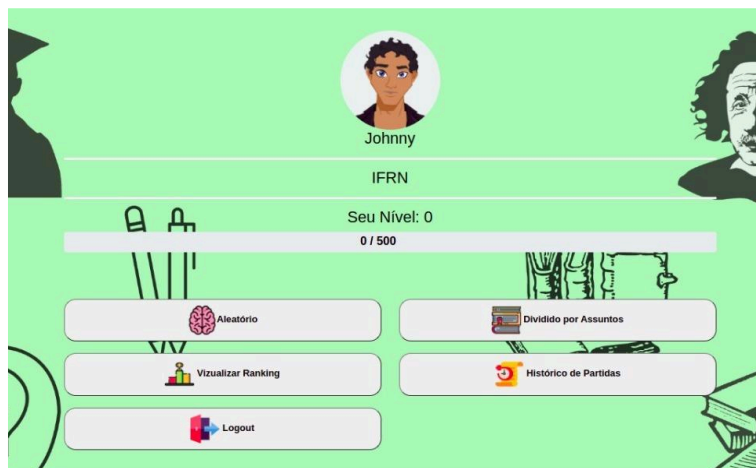 Johnny
IFRN
Seu Nível: 0
0 / 500
Aleatório
Dividido por Assuntos
Vizualizar Ranking
Histórico de Partidas
Logout